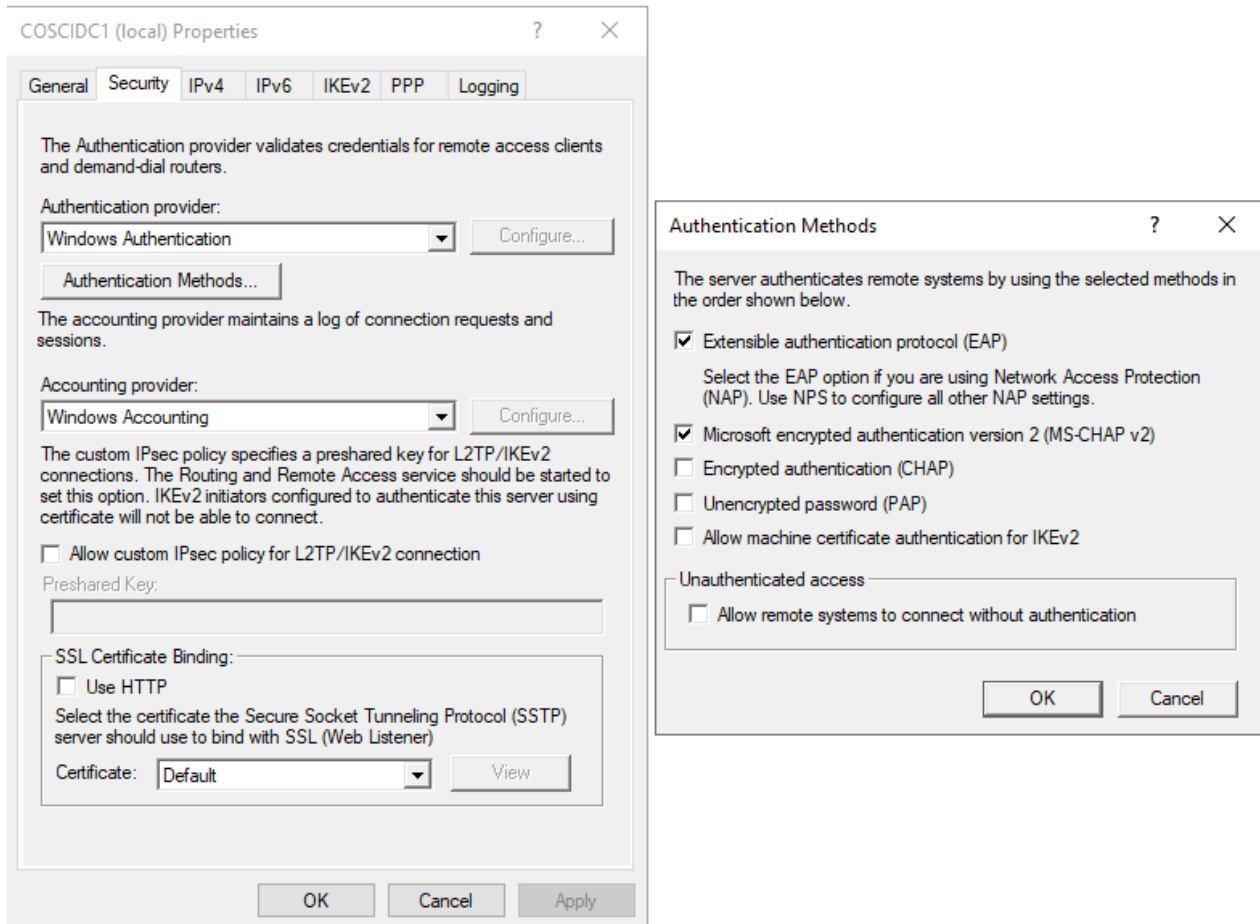 COSCIDC1 (local) Properties
?
General
Security
IPv4
IPv6
IKEv2
PPP
Logging
The Authentication provider validates credentials for remote access clients
and demand-dial routers.
Authentication provider:
Windows Authentication
Configure...
Authentication Methods...
The accounting provider maintains a log of connection requests and
sessions.
Accounting provider:
Windows Accounting
Configure...
The custom IPsec policy specifies a preshared key for L2TP/IKEv2
connections. The Routing and Remote Access service should be started to
set this option. IKEv2 initiators configured to authenticate this server using
certificate will not be able to connect.
Allow custom IPsec policy for L2TP/IKEv2 connection
Preshared Key:
SSL Certificate Binding:
Use HTTP
Select the certificate the Secure Socket Tunneling Protocol (SSTP)
server should use to bind with SSL (Web Listener)
Certificate:
Default
View
OK
Cancel
Apply
Authentication Methods
?
The server authenticates remote systems by using the selected methods in
the order shown below.
Extensible authentication protocol (EAP)
Select the EAP option if you are using Network Access Protection
(NAP). Use NPS to configure all other NAP settings.
Microsoft encrypted authentication version 2 (MS-CHAP v2)
Encrypted authentication (CHAP)
Unencrypted password (PAP)
Allow machine certificate authentication for IKEv2
Unauthenticated access
Allow remote systems to connect without authentication
OK
Cancel